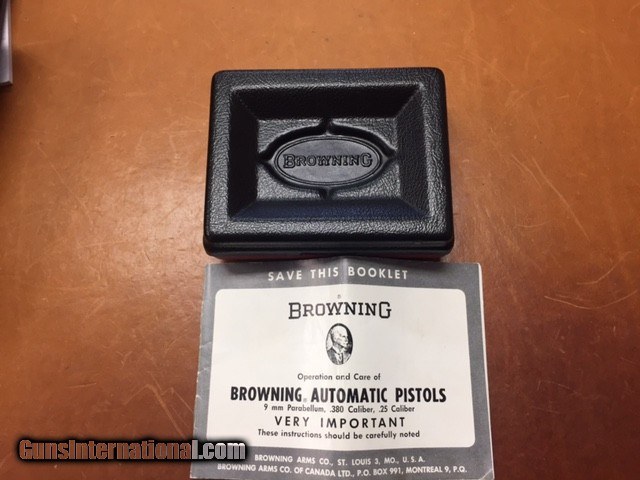 BROWNING
SAVE THIS BOOKLET
BROWNING
Operation and Care of
BROWNING® AUTOMATIC PISTOLS
9 mm Parabellum, .380 Caliber, .25 Caliber
VERY IMPORTANT
These instructions should be carefully noted
BROWNING ARMS CO., ST. LOUIS 3, MO., U. S. A.
BROWNING ARMS CO. OF CANADA LTD., P.O. BOX 991, MONTREAL 9, P.Q.
GunsInternational.com